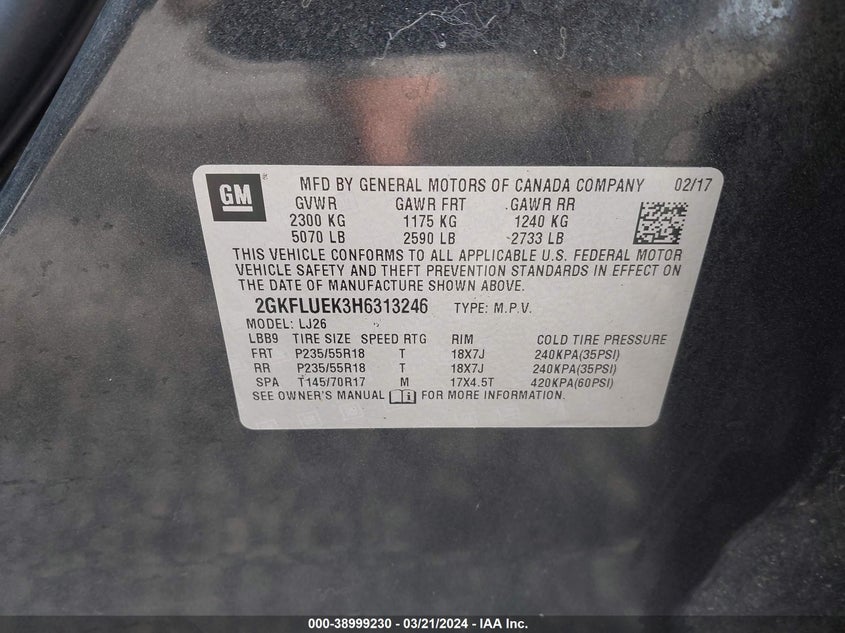 GM MFD BY GENERAL MOTORS OF CANADA COMPANY 02/17
GVWR GAWR FRT GAWR RR
2300 KG 1175 KG 1240 KG
5070 LB 2590 LB 2733 LB
THIS VEHICLE CONFORMS TO ALL APPLICABLE U.S. FEDERAL MOTOR
VEHICLE SAFETY AND THEFT PREVENTION STANDARDS IN EFFECT ON
THE DATE OF MANUFACTURE SHOWN ABOVE.
2GKFLUEK3H6313246 TYPE: M.P.V.
MODEL: LJ26
LBB9 TIRE SIZE SPEED RTG RIM COLD TIRE PRESSURE
FRT P235/55R18 T 18X7J 240KPA(35PSI)
RR P235/55R18 T 18X7J 240KPA(35PSI)
SPA T145/70R17 M 17X4.5T 420KPA(60PSI)
SEE OWNER'S MANUAL FOR MORE INFORMATION.
000-38999230 - 03/21/2024 - IAA Inc.